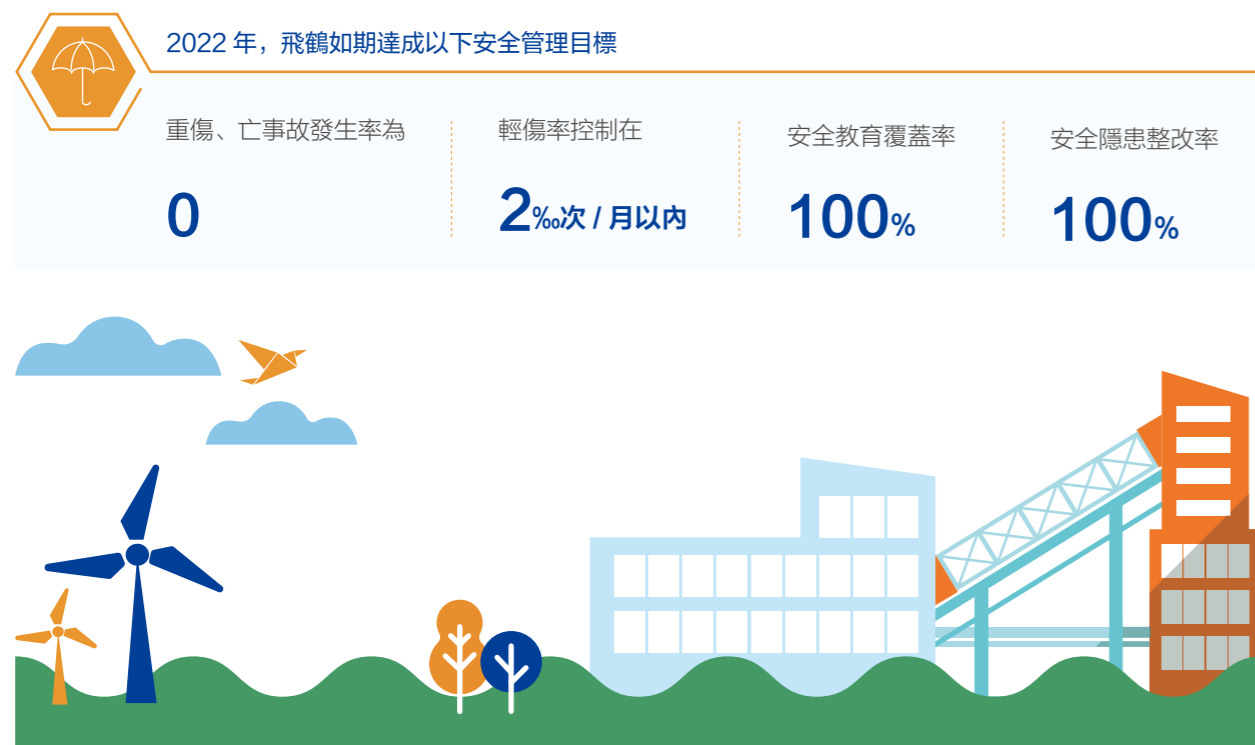 2022 年，飛鶴如期達成以下安全管理目標
重傷、亡事故發生率為
0
輕傷率控制在
2‰次 / 月以內
安全教育覆蓋率
100%
安全隱患整改率
100%